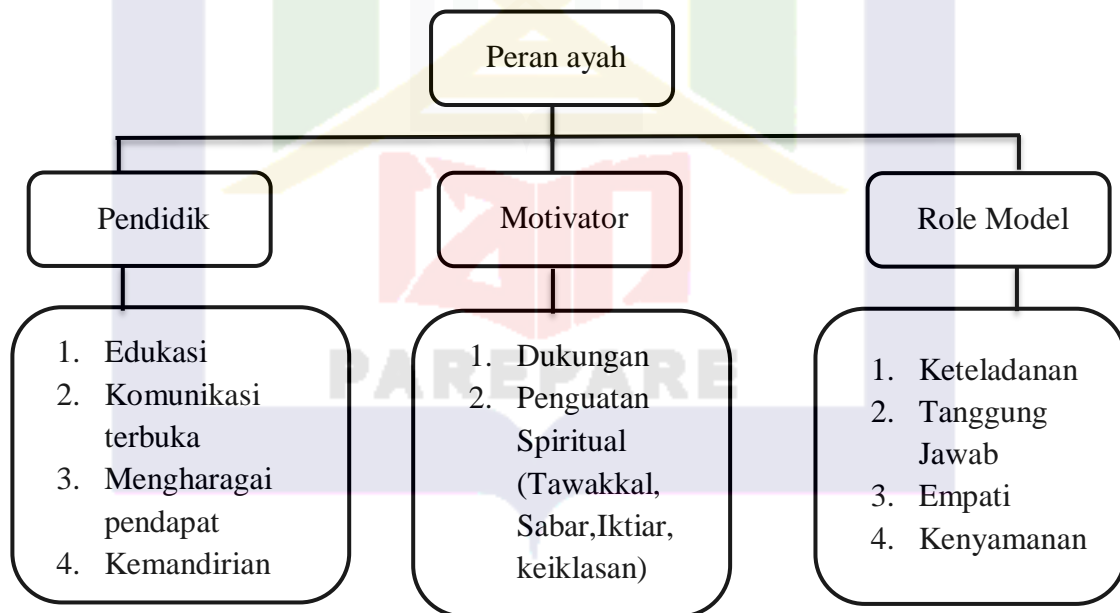 Peran ayah
Pendidik
Motivator
Role Model
1. Edukasi
2. Komunikasi
terbuka
3. Mengharagai
pendapat
4. Kemandirian
1. Dukungan
2. Penguatan
Spiritual
(Tawakkal,
Sabar,Iktiar,
keiklasan)
1. Keteladanan
2. Tanggung
Jawab
3. Empati
4. Kenyamanan
PAREPARE